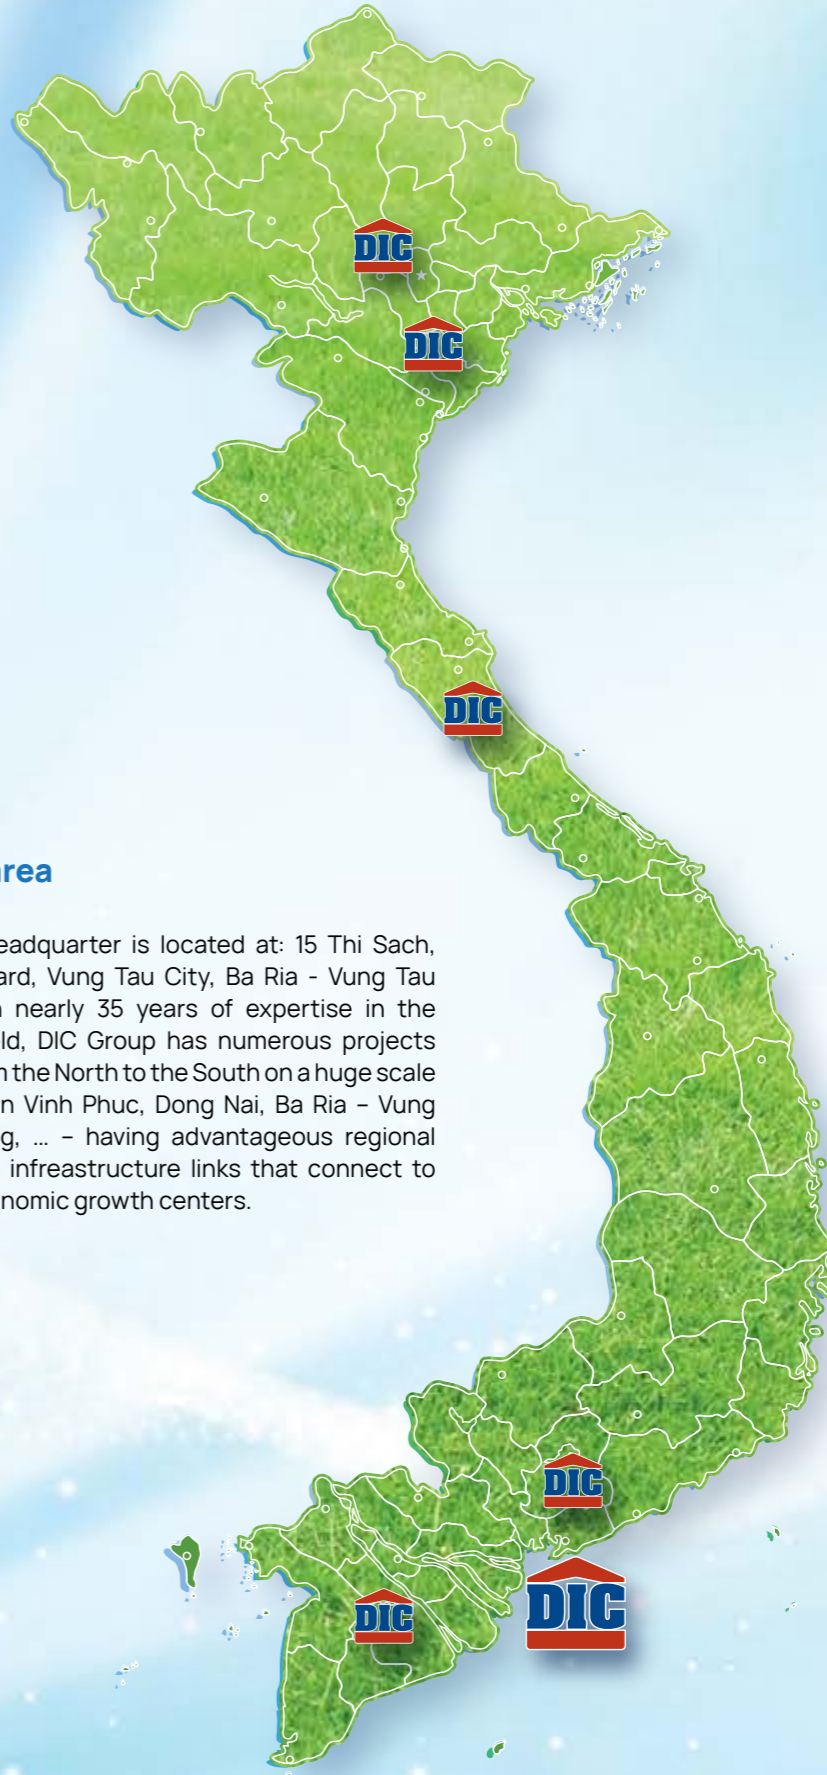 DIC
DIC
DIC
area
eadquarter is located at: 15 Thi Sach,
ard, Vung Tau City, Ba Ria - Vung Tau
nearly 35 years of expertise in the
ld, DIC Group has numerous projects
the North to the South on a huge scale
n Vinh Phuc, Dong Nai, Ba Ria – Vung
g, ... – having advantageous regional
infreastructure links that connect to
nomic growth centers.
DIC
DIC
DIC